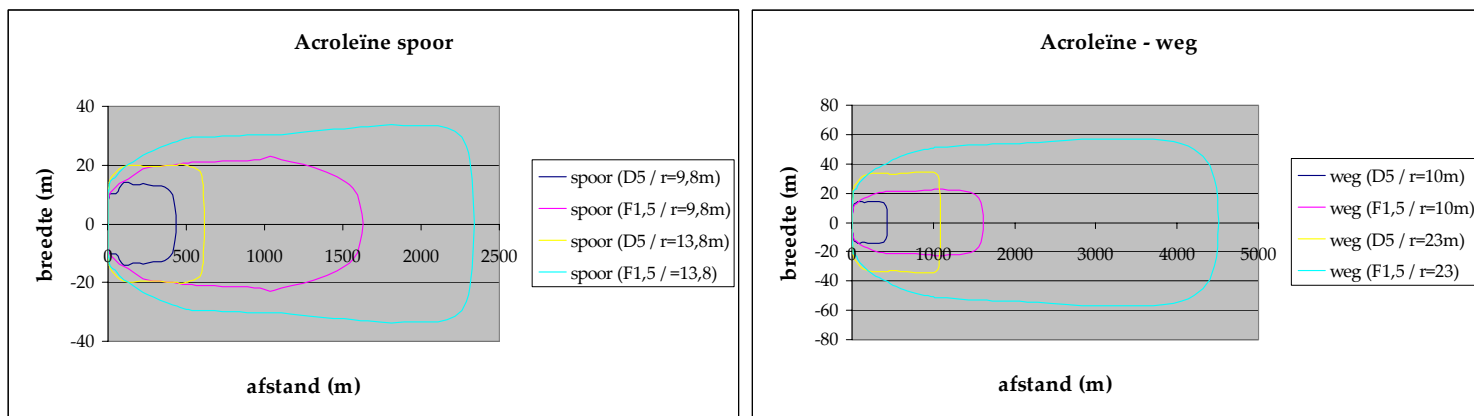 Acroleïne spoor
40
20
0
-20
-40
0
500
1000
1500
2000
2500
breedte (m)
afstand (m)
spoor (D5 / r=9,8m)
spoor (F1,5 / r=9,8m)
spoor (D5 / r=13,8m)
spoor (F1,5 / =13,8)
Acroleïne - weg
80
60
40
20
0
-20
-40
-60
-80
0
1000
2000
3000
4000
5000
breedte (m)
afstand (m)
weg (D5 / r=10m)
weg (F1,5 / r=10m)
weg (D5 / r=23m)
weg (F1,5 / r=23)